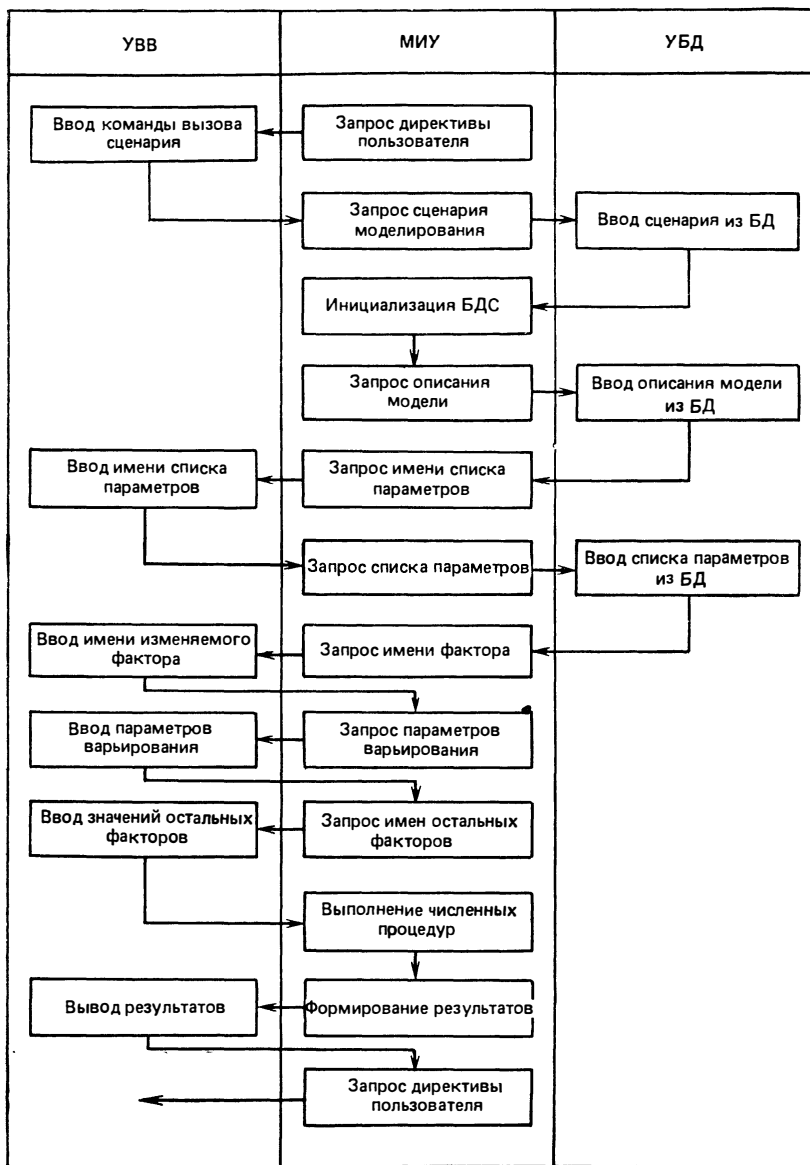 УВВ
МИУ
УБД
Ввод команды вызова
сценария
Запрос директивы
пользователя
Запрос сценария
моделирования
Ввод сценария из БД
Инициализация БДС
Запрос описания
модели
Ввод описания модели
из БД
Ввод имени списка
параметров
Запрос имени списка
параметров
Запрос списка параметров
Ввод списка параметров
из БД
Ввод имени изменяемого
фактора
Запрос имени фактора
Ввод параметров
варьирования
Запрос параметров
варьирования
Ввод значений остальных
факторов
Запрос имен остальных
факторов
Выполнение численных
процедур
Вывод результатов
Формирование результатов
Запрос директивы
пользователя